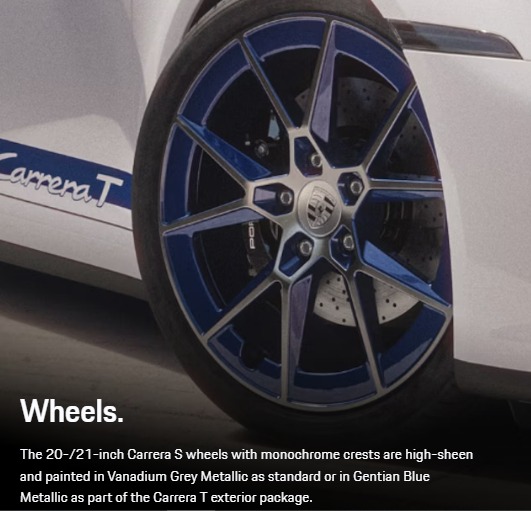 Carrera T
POR
Wheels.
The 20-/21-inch Carrera S wheels with monochrome crests are high-sheen
and painted in Vanadium Grey Metallic as standard or in Gentian Blue
Metallic as part of the Carrera T exterior package.